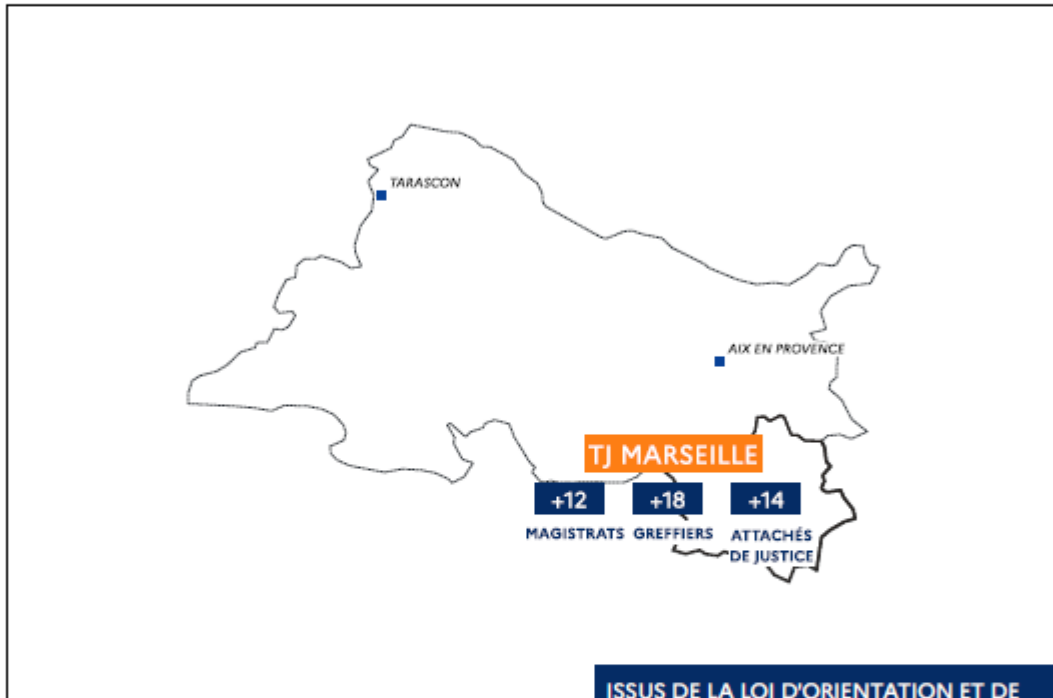 TARASCON
AIX EN PROVENCE
TJ MARSEILLE
+12
MAGISTRATS
+18
GREFFIERS
+14
ATTACHÉS
DE JUSTICE
ISSUS DE LA LOI D'ORIENTATION ET DE